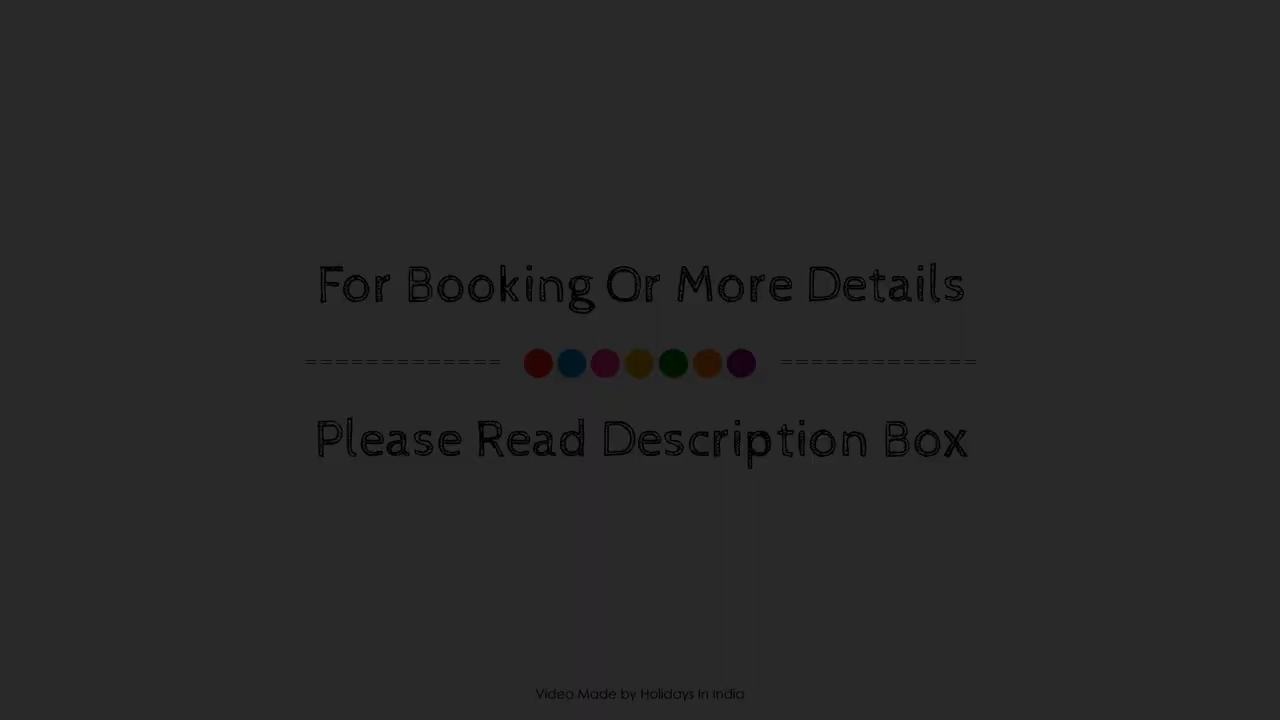 For Booking Or More Details
============= =============
Please Read Description Box
Video Made by Holidays In India